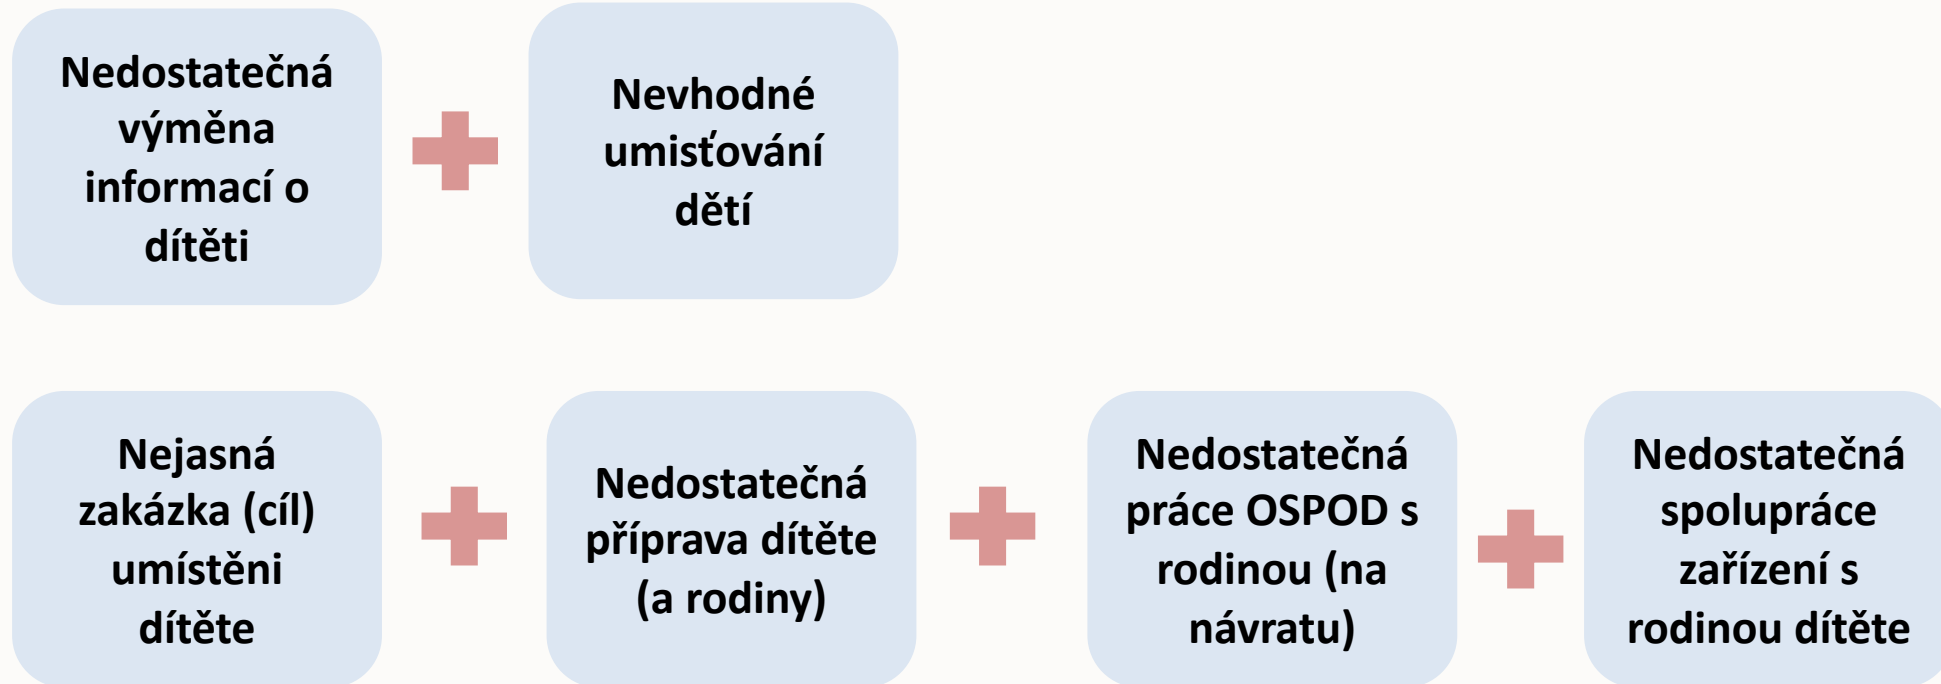 Nedostatečná
výměna
informací o
dítěti
Nevhodné
umisťování
dětí
Nejasná
zakázka (cíl)
umístěni
dítěte
Nedostatečná
příprava dítěte
(a rodiny)
Nedostatečná
práce OSPOD s
rodinou (na
návratu)
Nedostatečná
spolupráce
zařízení s
rodinou dítěte